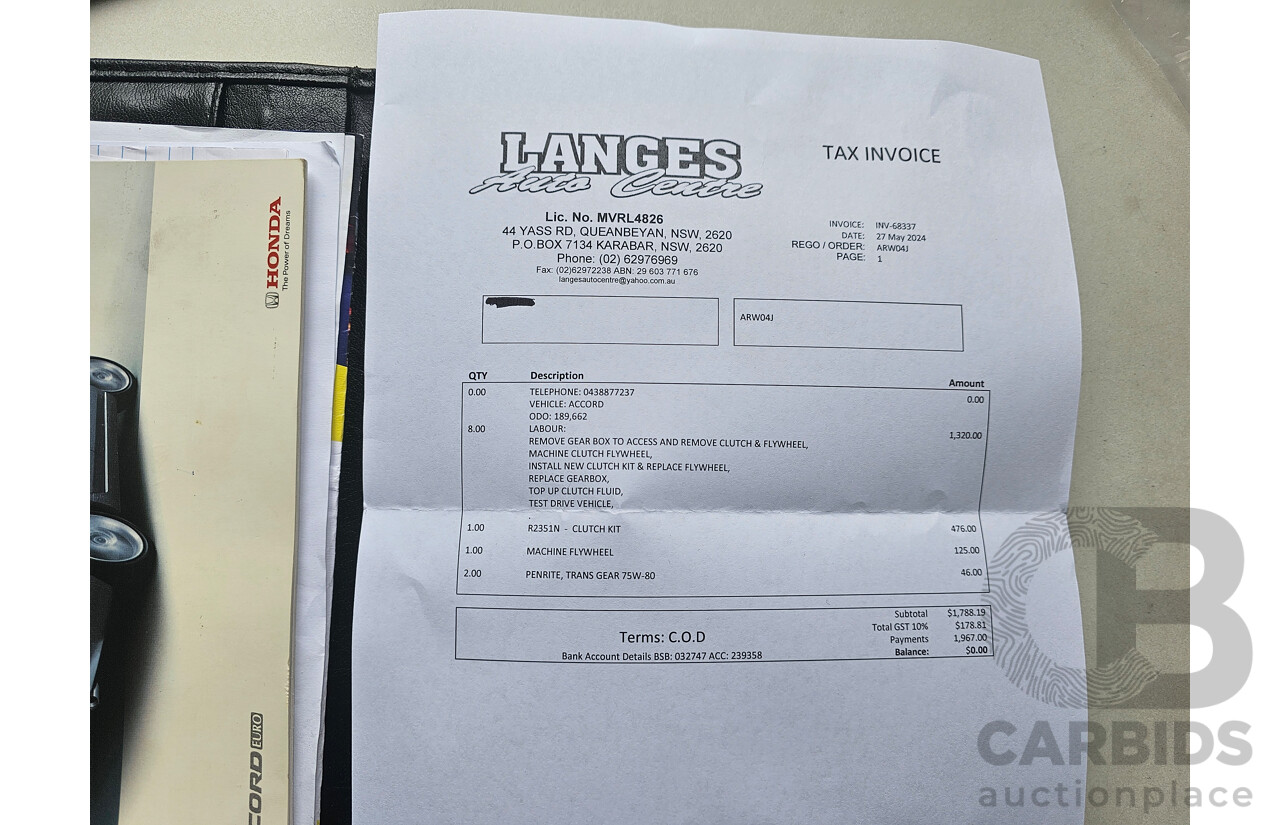 LANGES
Auto Centre
TAX INVOICE
Lic. No. MVRL4826
44 YASS RD, QUEANBEYAN, NSW, 2620
P.O.BOX 7134 KARABAR, NSW, 2620
Phone: (02) 62976969
Fax: (02)62972238 ABN: 29 603 771 676
langesautocentre@yahoo.com.au
INVOICE: INV-68337
DATE: 27 May 2024
REGO / ORDER: ARW04J
PAGE: 1
ARW04J
QTY Description Amount
0.00 TELEPHONE: 0438877237 0.00
VEHICLE: ACCORD
ODO: 189,662
8.00 LABOUR: 1,320.00
REMOVE GEAR BOX TO ACCESS AND REMOVE CLUTCH & FLYWHEEL,
MACHINE CLUTCH FLYWHEEL,
INSTALL NEW CLUTCH KIT & REPLACE FLYWHEEL,
REPLACE GEARBOX,
TOP UP CLUTCH FLUID,
TEST DRIVE VEHICLE,
.
1.00 R2351N - CLUTCH KIT 476.00
1.00 MACHINE FLYWHEEL 125.00
2.00 PENRITE, TRANS GEAR 75W-80 46.00
Subtotal $1,788.19
Total GST 10% $178.81
Payments 1,967.00
Balance: $0.00
Terms: C.O.D
Bank Account Details BSB: 032747 ACC: 239358
HONDA
The Power of Dreams
CORD EURO
CB
CARBIDS
auctionplace